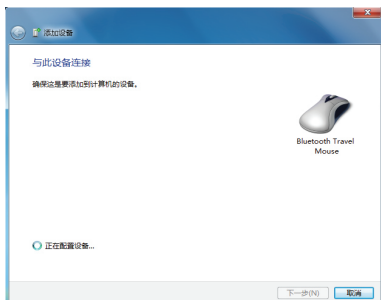 添加设备
与此设备连接
确保这是要添加到计算机的设备。
Bluetooth Travel
Mouse
正在配置设备...
下一步(N)
取消